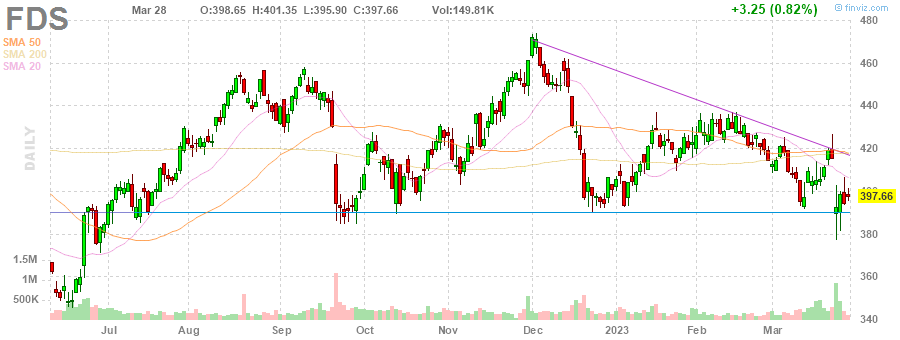 FDS Mar 28 O:398.65 H:401.35 L:395.90 C:397.66 Vol:149.81K +3.25 (0.82%) © finviz.com
SMA 50
SMA 200
SMA 20
DAILY
480
460
440
420
400
397.66
380
360
340
1.5M
1M
500K
Jul Aug Sep Oct Nov Dec 2023 Feb Mar